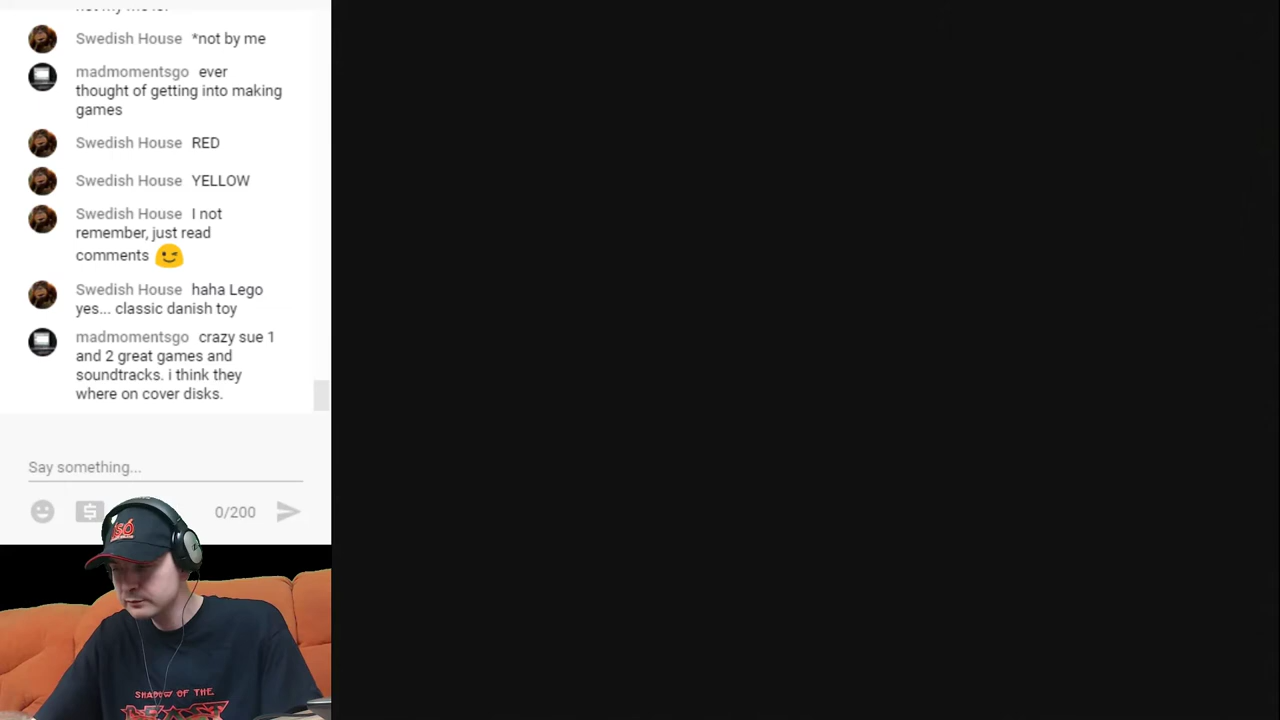 Swedish House *not by me
madmomentsgo ever
thought of getting into making
games
Swedish House RED
Swedish House YELLOW
Swedish House I not
remember, just read
comments 😉
Swedish House haha Lego
yes... classic danish toy
madmomentsgo crazy sue 1
and 2 great games and
soundtracks. i think they
where on cover disks.
Say something...
0/200
SHADOW OF THE
BEAST